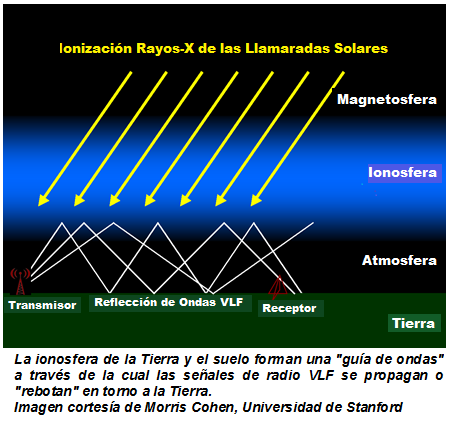 Ionización Rayos-X de las Llamaradas Solares
Magnetosfera
Ionosfera
Atmosfera
Transmisor
Reflección de Ondas VLF
Receptor
Tierra
La ionosfera de la Tierra y el suelo forman una "guía de ondas"
a través de la cual las señales de radio VLF se propagan o
"rebotan" en torno a la Tierra.
Imagen cortesía de Morris Cohen, Universidad de Stanford